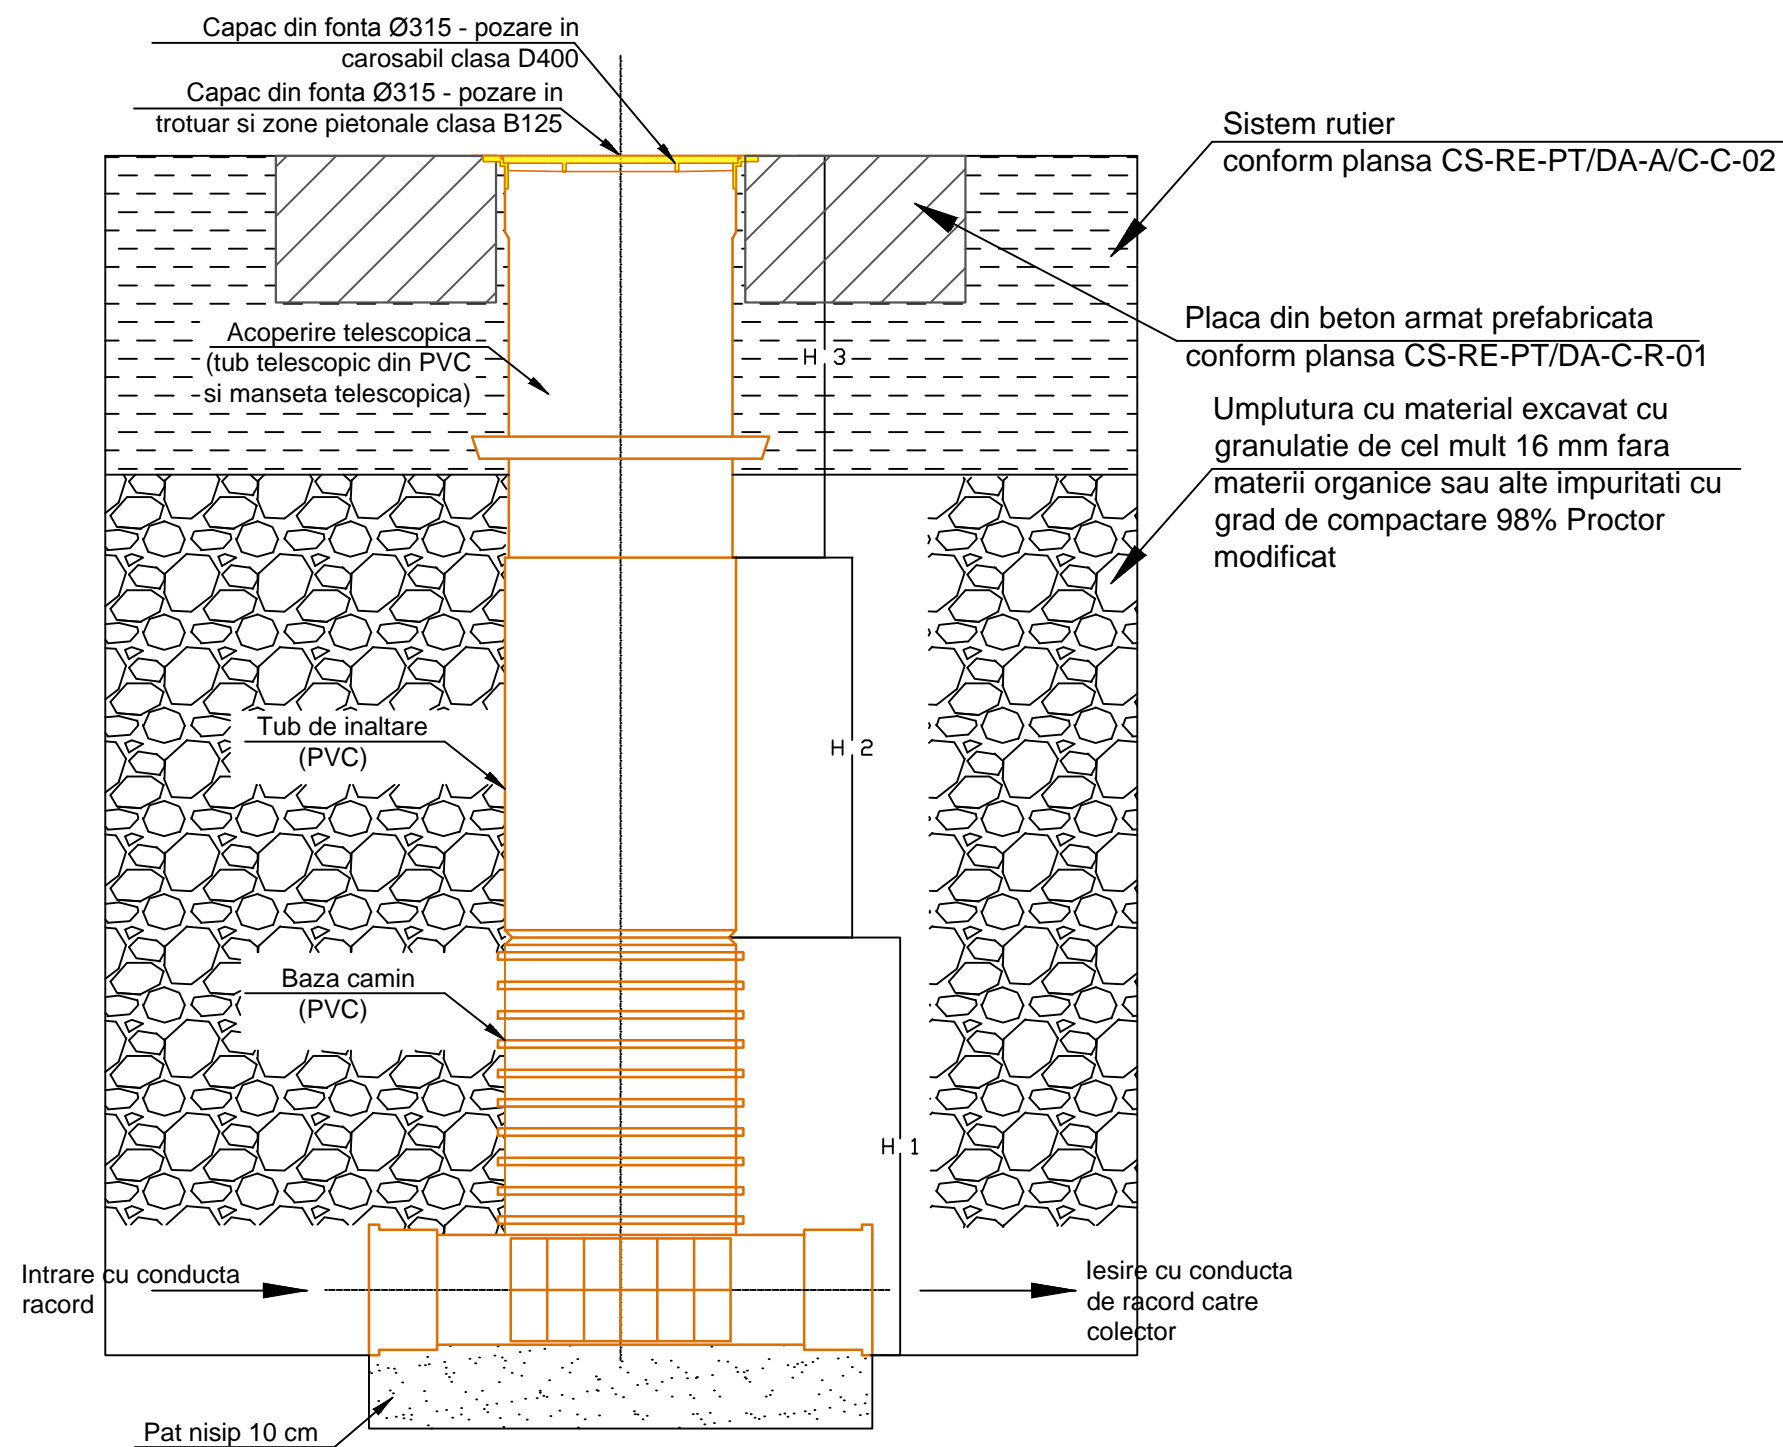 Capac din fonta Ø315 - pozare in
carosabil clasa D400
Capac din fonta Ø315 - pozare in
trotuar si zone pietonale clasa B125
Sistem rutier
conform plansa CS-RE-PT/DA-A/C-C-02
Acoperire telescopica
(tub telescopic din PVC
si manseta telescopica)
H 3
Placa din beton armat prefabricata
conform plansa CS-RE-PT/DA-C-R-01
Umplutura cu material excavat cu
granulatie de cel mult 16 mm fara
materii organice sau alte impuritati cu
grad de compactare 98% Proctor
modificat
Tub de inaltare
(PVC)
H 2
Baza camin
(PVC)
H 1
Intrare cu conducta
racord
Iesire cu conducta
de racord catre
colector
Pat nisip 10 cm